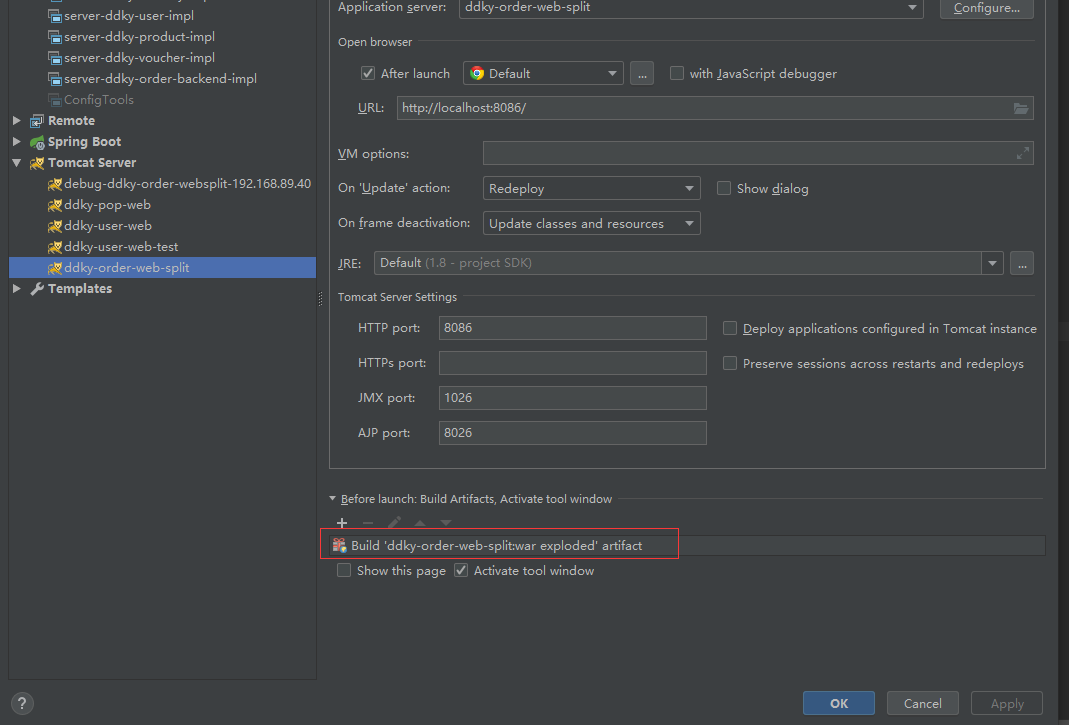 server-ddky-user-impl
server-ddky-product-impl
server-ddky-voucher-impl
server-ddky-order-backend-impl
ConfigTools
Remote
Spring Boot
Tomcat Server
debug-ddky-order-websplit-192.168.89.40
ddky-pop-web
ddky-user-web
ddky-user-web-test
ddky-order-web-split
Templates
Application server: ddky-order-web-split Configure...
Open browser
After launch Default ... with JavaScript debugger
URL: http://localhost:8086/
VM options:
On 'Update' action: Redeploy Show dialog
On frame deactivation: Update classes and resources
JRE: Default (1.8 - project SDK) ...
Tomcat Server Settings
HTTP port: 8086 Deploy applications configured in Tomcat instance
HTTPs port: Preserve sessions across restarts and redeploys
JMX port: 1026
AJP port: 8026
Before launch: Build Artifacts, Activate tool window
Build 'ddky-order-web-split:war exploded' artifact
Show this page Activate tool window
? OK Cancel Apply